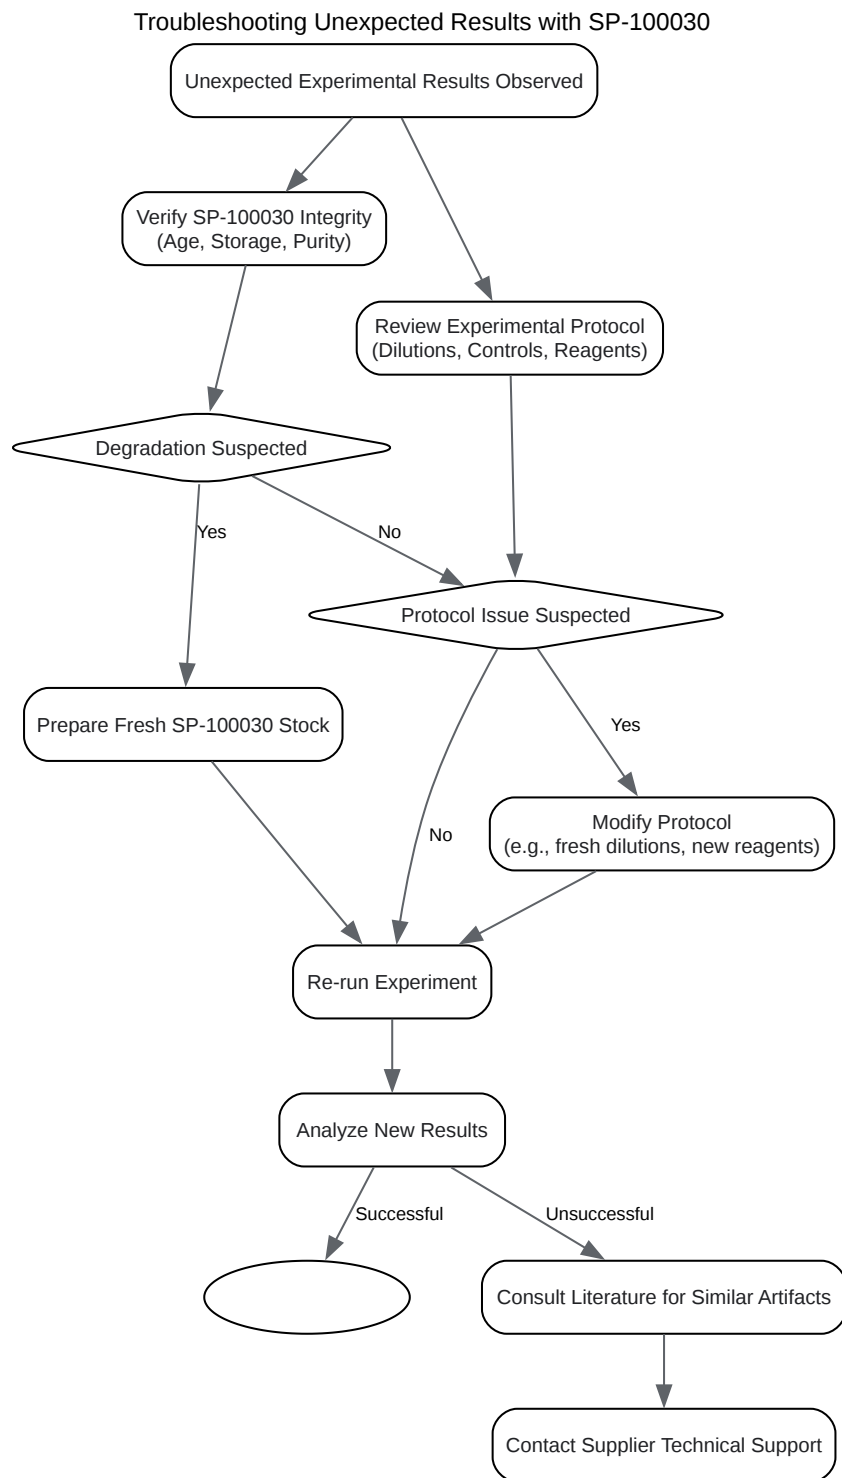 Troubleshooting Unexpected Results with SP-100030
Unexpected Experimental Results Observed
Verify SP-100030 Integrity
(Age, Storage, Purity)
Review Experimental Protocol
(Dilutions, Controls, Reagents)
Degradation Suspected
Yes
No
Protocol Issue Suspected
Prepare Fresh SP-100030 Stock
Yes
Modify Protocol
(e.g., fresh dilutions, new reagents)
No
Re-run Experiment
Analyze New Results
Successful
Unsuccessful
Consult Literature for Similar Artifacts
Contact Supplier Technical Support